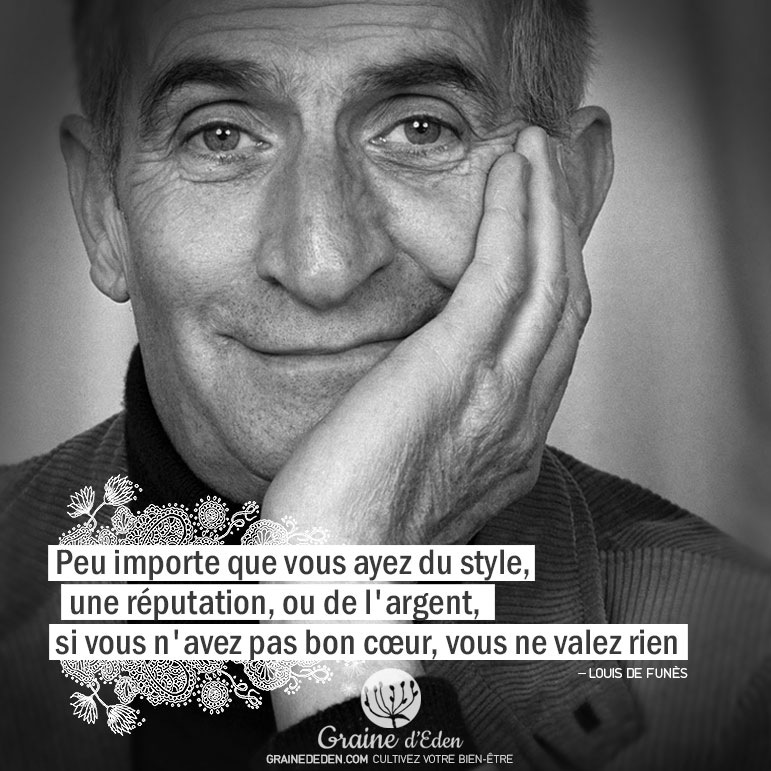 Peu importe que vous ayez du style,
une réputation, ou de l'argent,
si vous n'avez pas bon cœur, vous ne valez rien
– LOUIS DE FUNÈS
Graine d'Eden
GRAINEDEDEN.COM CULTIVEZ VOTRE BIEN-ÊTRE